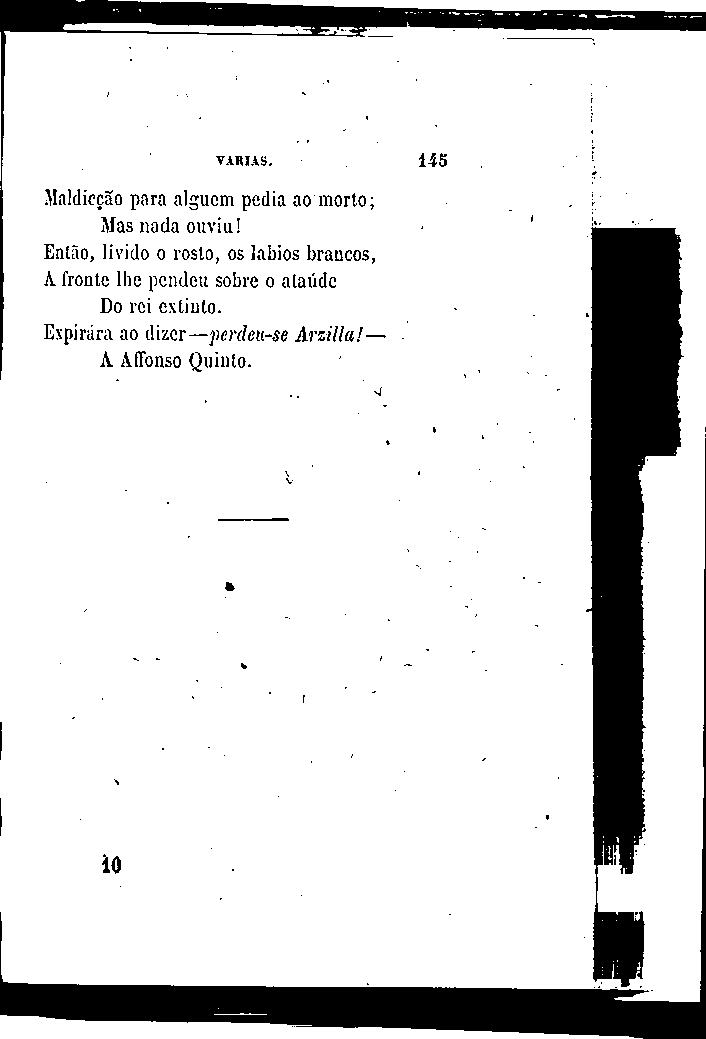 VARIAS. 145
Maldicção para alguem pedia ao morto;
Mas nada ouviu!
Então, livido o rosto, os labios brancos,
A fronte lhe pendeu sobre o ataúde
Do rei extinto.
Expirára ao dizer—perdeu-se Arzilla!—
A Affonso Quinto.
10